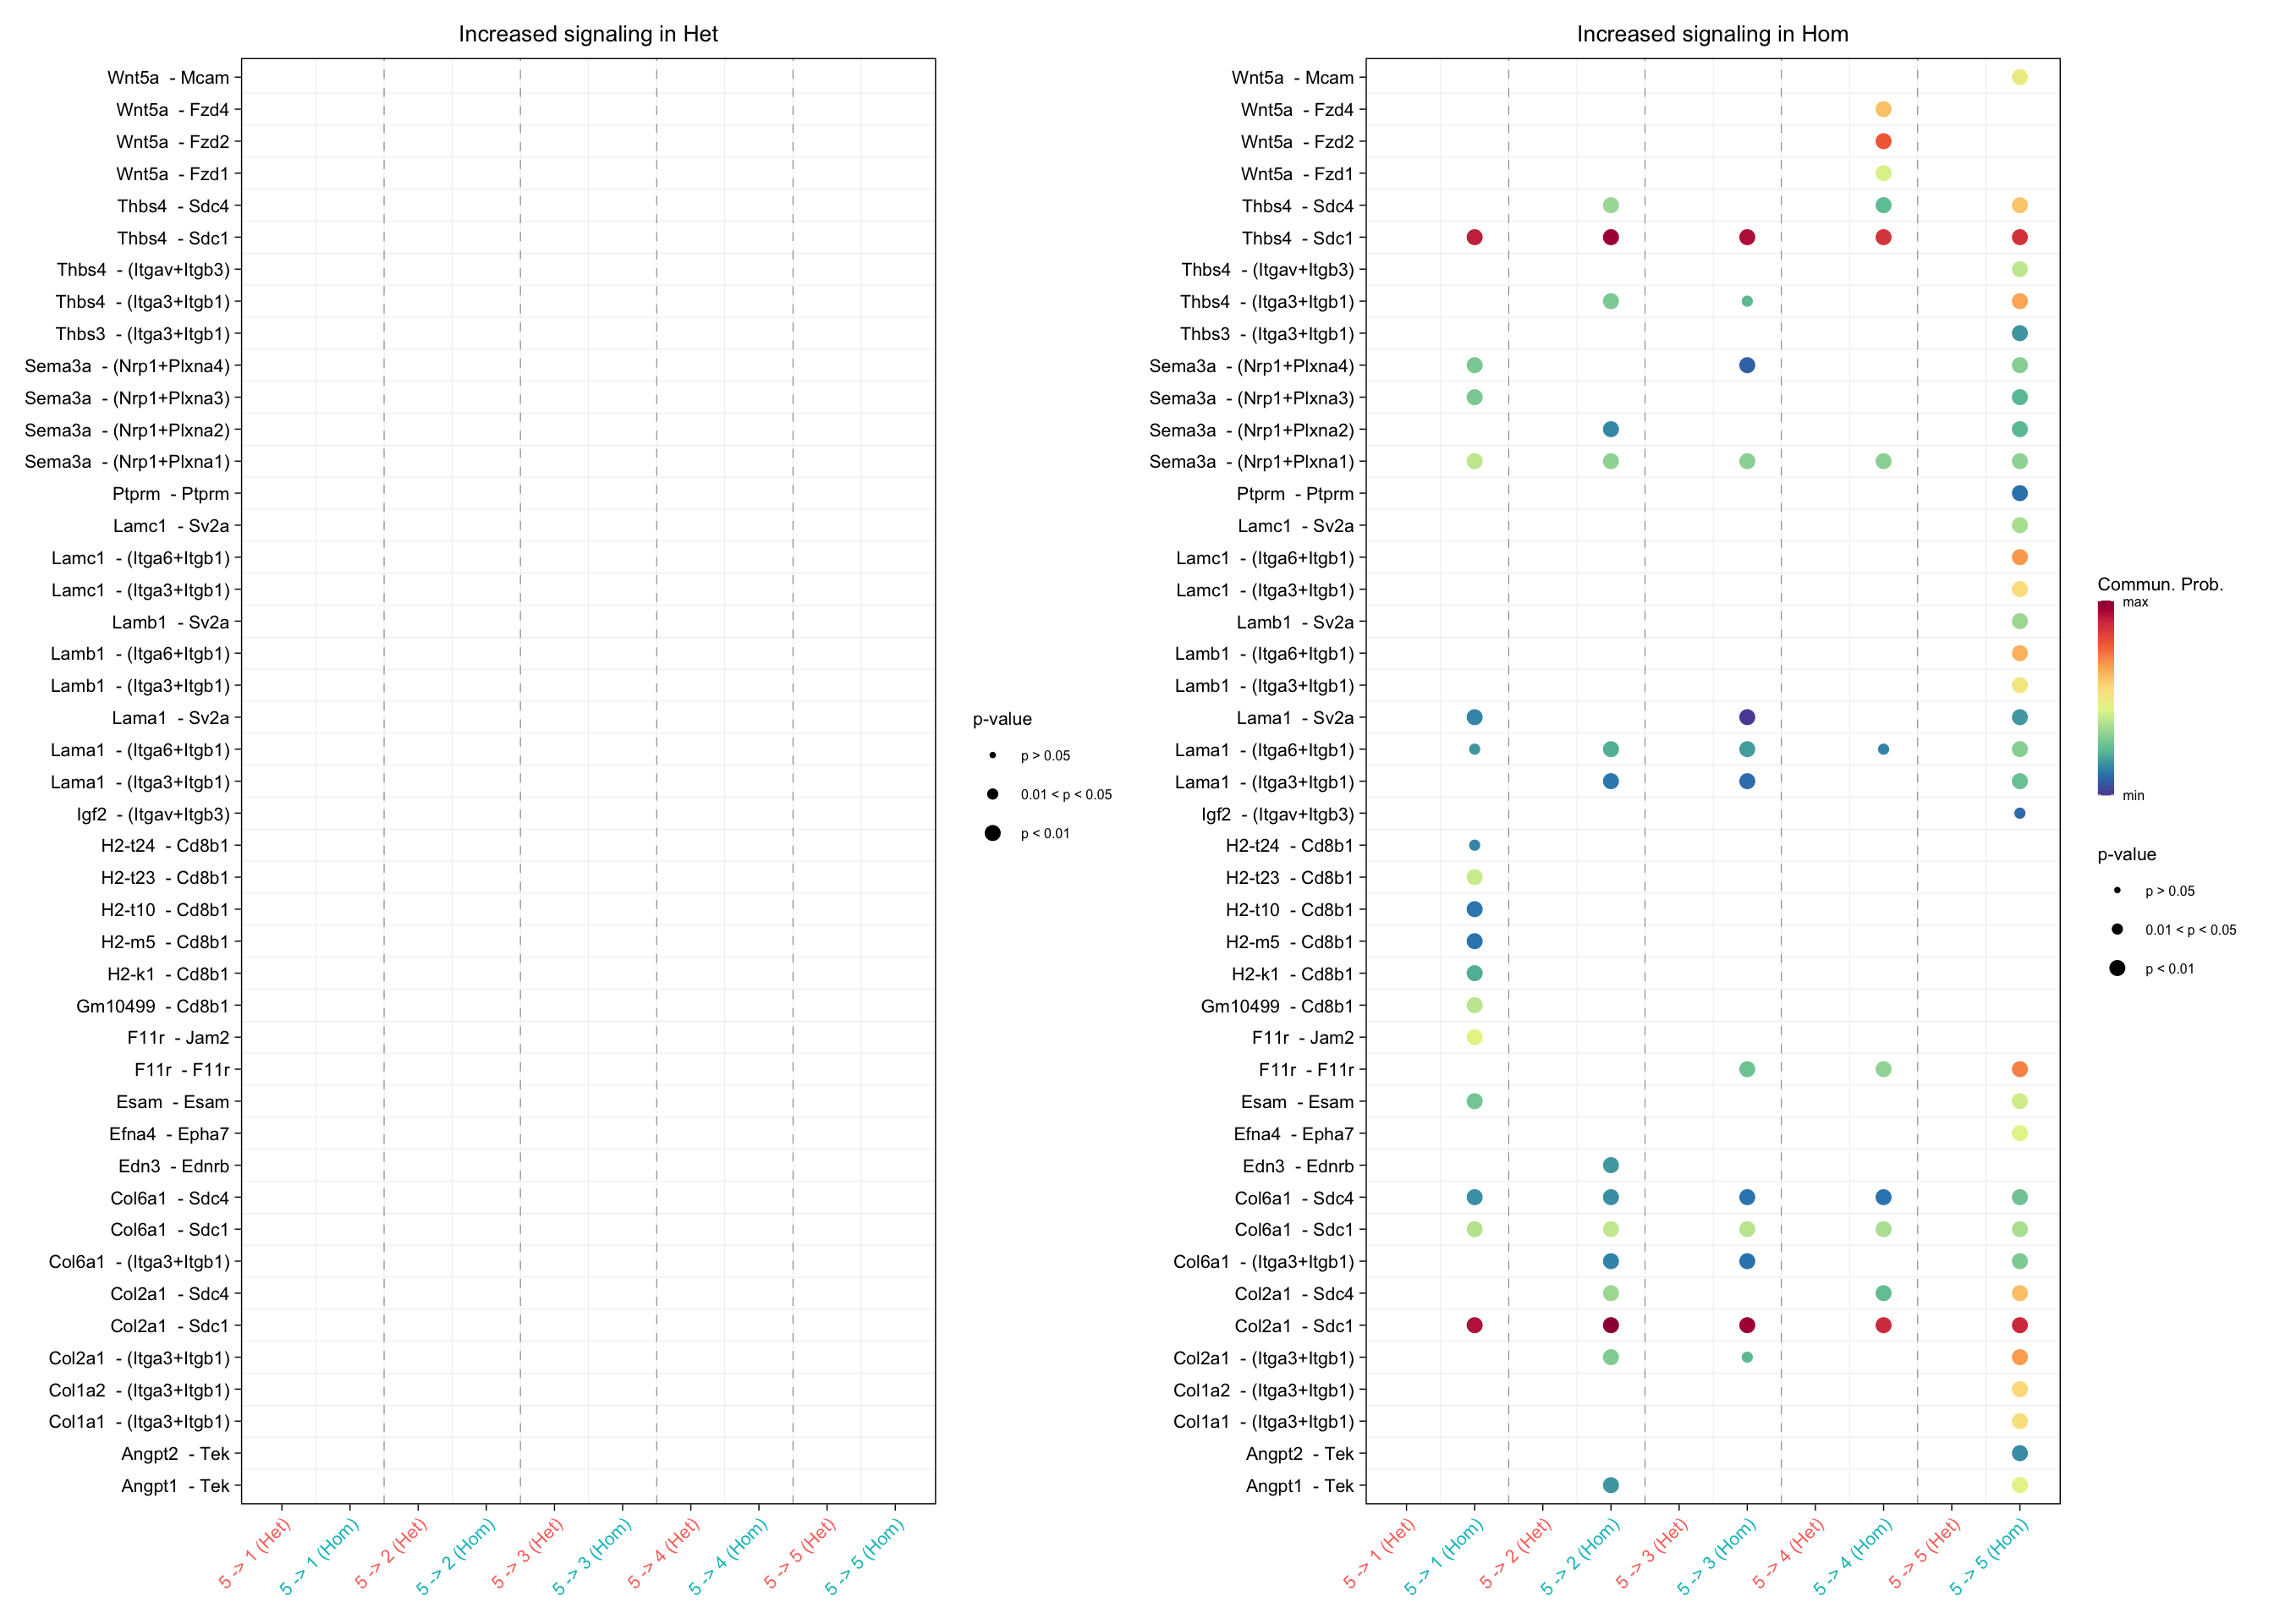 Increased signaling in Het
Wnt5a - Mcam
Wnt5a - Fzd4
Wnt5a - Fzd2
Wnt5a - Fzd1
Thbs4 - Sdc4
Thbs4 - Sdc1
Thbs4 - (Itgav+Itgb3)
Thbs4 - (Itga3+Itgb1)
Thbs3 - (Itga3+Itgb1)
Sema3a - (Nrp1+Plxna4)
Sema3a - (Nrp1+Plxna3)
Sema3a - (Nrp1+Plxna2)
Sema3a - (Nrp1+Plxna1)
Ptprm - Ptprm
Lamc1 - Sv2a
Lamc1 - (Itga6+Itgb1)
Lamc1 - (Itga3+Itgb1)
Lamb1 - Sv2a
Lamb1 - (Itga6+Itgb1)
Lamb1 - (Itga3+Itgb1)
Lama1 - Sv2a
Lama1 - (Itga6+Itgb1)
Lama1 - (Itga3+Itgb1)
Igf2 - (Itgav+Itgb3)
H2-t24 - Cd8b1
H2-t23 - Cd8b1
H2-t10 - Cd8b1
H2-m5 - Cd8b1
H2-k1 - Cd8b1
Gm10499 - Cd8b1
F11r - Jam2
F11r - F11r
Esam - Esam
Efna4 - Epha7
Edn3 - Ednrb
Col6a1 - Sdc4
Col6a1 - Sdc1
Col6a1 - (Itga3+Itgb1)
Col2a1 - Sdc4
Col2a1 - Sdc1
Col2a1 - (Itga3+Itgb1)
Col1a2 - (Itga3+Itgb1)
Col1a1 - (Itga3+Itgb1)
Angpt2 - Tek
Angpt1 - Tek
5 -> 1 (Het)
5 -> 1 (Hom)
5 -> 2 (Het)
5 -> 2 (Hom)
5 -> 3 (Het)
5 -> 3 (Hom)
5 -> 4 (Het)
5 -> 4 (Hom)
5 -> 5 (Het)
5 -> 5 (Hom)
p-value
p > 0.05
0.01 < p < 0.05
p < 0.01
Increased signaling in Hom
Wnt5a - Mcam
Wnt5a - Fzd4
Wnt5a - Fzd2
Wnt5a - Fzd1
Thbs4 - Sdc4
Thbs4 - Sdc1
Thbs4 - (Itgav+Itgb3)
Thbs4 - (Itga3+Itgb1)
Thbs3 - (Itga3+Itgb1)
Sema3a - (Nrp1+Plxna4)
Sema3a - (Nrp1+Plxna3)
Sema3a - (Nrp1+Plxna2)
Sema3a - (Nrp1+Plxna1)
Ptprm - Ptprm
Lamc1 - Sv2a
Lamc1 - (Itga6+Itgb1)
Lamc1 - (Itga3+Itgb1)
Lamb1 - Sv2a
Lamb1 - (Itga6+Itgb1)
Lamb1 - (Itga3+Itgb1)
Lama1 - Sv2a
Lama1 - (Itga6+Itgb1)
Lama1 - (Itga3+Itgb1)
Igf2 - (Itgav+Itgb3)
H2-t24 - Cd8b1
H2-t23 - Cd8b1
H2-t10 - Cd8b1
H2-m5 - Cd8b1
H2-k1 - Cd8b1
Gm10499 - Cd8b1
F11r - Jam2
F11r - F11r
Esam - Esam
Efna4 - Epha7
Edn3 - Ednrb
Col6a1 - Sdc4
Col6a1 - Sdc1
Col6a1 - (Itga3+Itgb1)
Col2a1 - Sdc4
Col2a1 - Sdc1
Col2a1 - (Itga3+Itgb1)
Col1a2 - (Itga3+Itgb1)
Col1a1 - (Itga3+Itgb1)
Angpt2 - Tek
Angpt1 - Tek
5 -> 1 (Het)
5 -> 1 (Hom)
5 -> 2 (Het)
5 -> 2 (Hom)
5 -> 3 (Het)
5 -> 3 (Hom)
5 -> 4 (Het)
5 -> 4 (Hom)
5 -> 5 (Het)
5 -> 5 (Hom)
Commun. Prob.
max
min
p-value
p > 0.05
0.01 < p < 0.05
p < 0.01